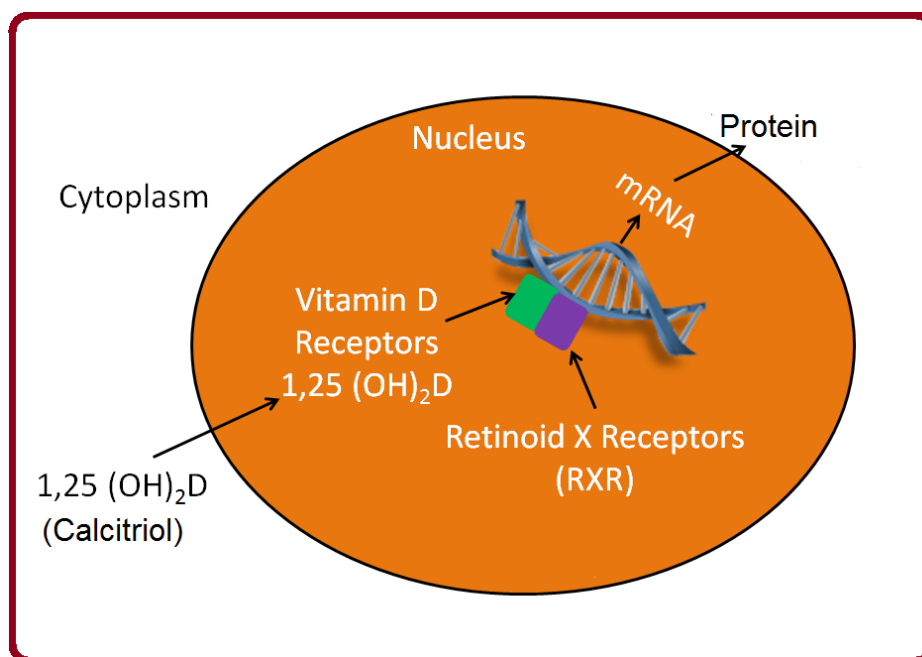 Nucleus
Protein
Cytoplasm
mRNA
Vitamin D
Receptors
1,25 (OH)₂D
Retinoid X Receptors
(RXR)
1,25 (OH)₂D
(Calcitriol)